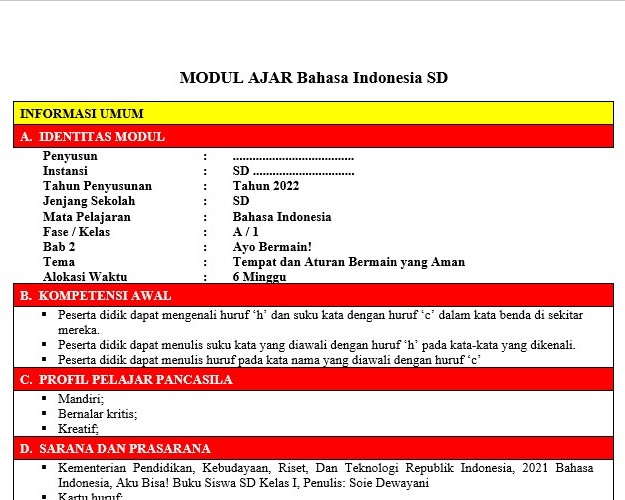 MODUL AJAR Bahasa Indonesia SD
INFORMASI UMUM
A. IDENTITAS MODUL
Penyusun : .....................................
Instansi : SD ...............................
Tahun Penyusunan : Tahun 2022
Jenjang Sekolah : SD
Mata Pelajaran : Bahasa Indonesia
Fase / Kelas : A / 1
Bab 2 : Ayo Bermain!
Tema : Tempat dan Aturan Bermain yang Aman
Alokasi Waktu : 6 Minggu
B. KOMPETENSI AWAL
▪ Peserta didik dapat mengenali huruf ‘h’ dan suku kata dengan huruf ‘c’ dalam kata benda di sekitar
mereka.
▪ Peserta didik dapat menulis suku kata yang diawali dengan huruf ‘h’ pada kata-kata yang dikenali.
▪ Peserta didik dapat menulis huruf pada kata nama yang diawali dengan huruf ‘c’
C. PROFIL PELAJAR PANCASILA
▪ Mandiri;
▪ Bernalar kritis;
▪ Kreatif;
D. SARANA DAN PRASARANA
▪ Kementerian Pendidikan, Kebudayaan, Riset, Dan Teknologi Republik Indonesia, 2021 Bahasa
Indonesia, Aku Bisa! Buku Siswa SD Kelas I, Penulis: Soie Dewayani
▪ Kartu huruf;